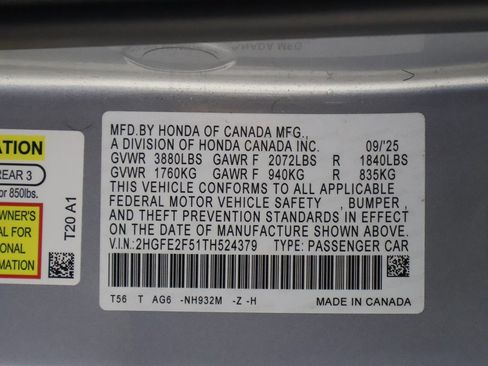 ATION
REAR 3
or 850lbs.
OWNER'S
AL FOR
IONAL
RMATION
T20 A1
MFD.BY HONDA OF CANADA MFG.,
A DIVISION OF HONDA CANADA INC. 09/'25
GVWR 3880LBS GAWR F 2072LBS R 1840LBS
GVWR 1760KG GAWR F 940KG R 835KG
THIS VEHICLE CONFORMS TO ALL APPLICABLE
FEDERAL MOTOR VEHICLE SAFETY , BUMPER ,
AND THEFT PREVENTION STANDARDS IN EFFECT
ON THE DATE OF MANUFACTURE SHOWN ABOVE.
V.I.N.:2HGFE2F51TH524379 TYPE: PASSENGER CAR
T56 T AG6 -NH932M -Z -H MADE IN CANADA